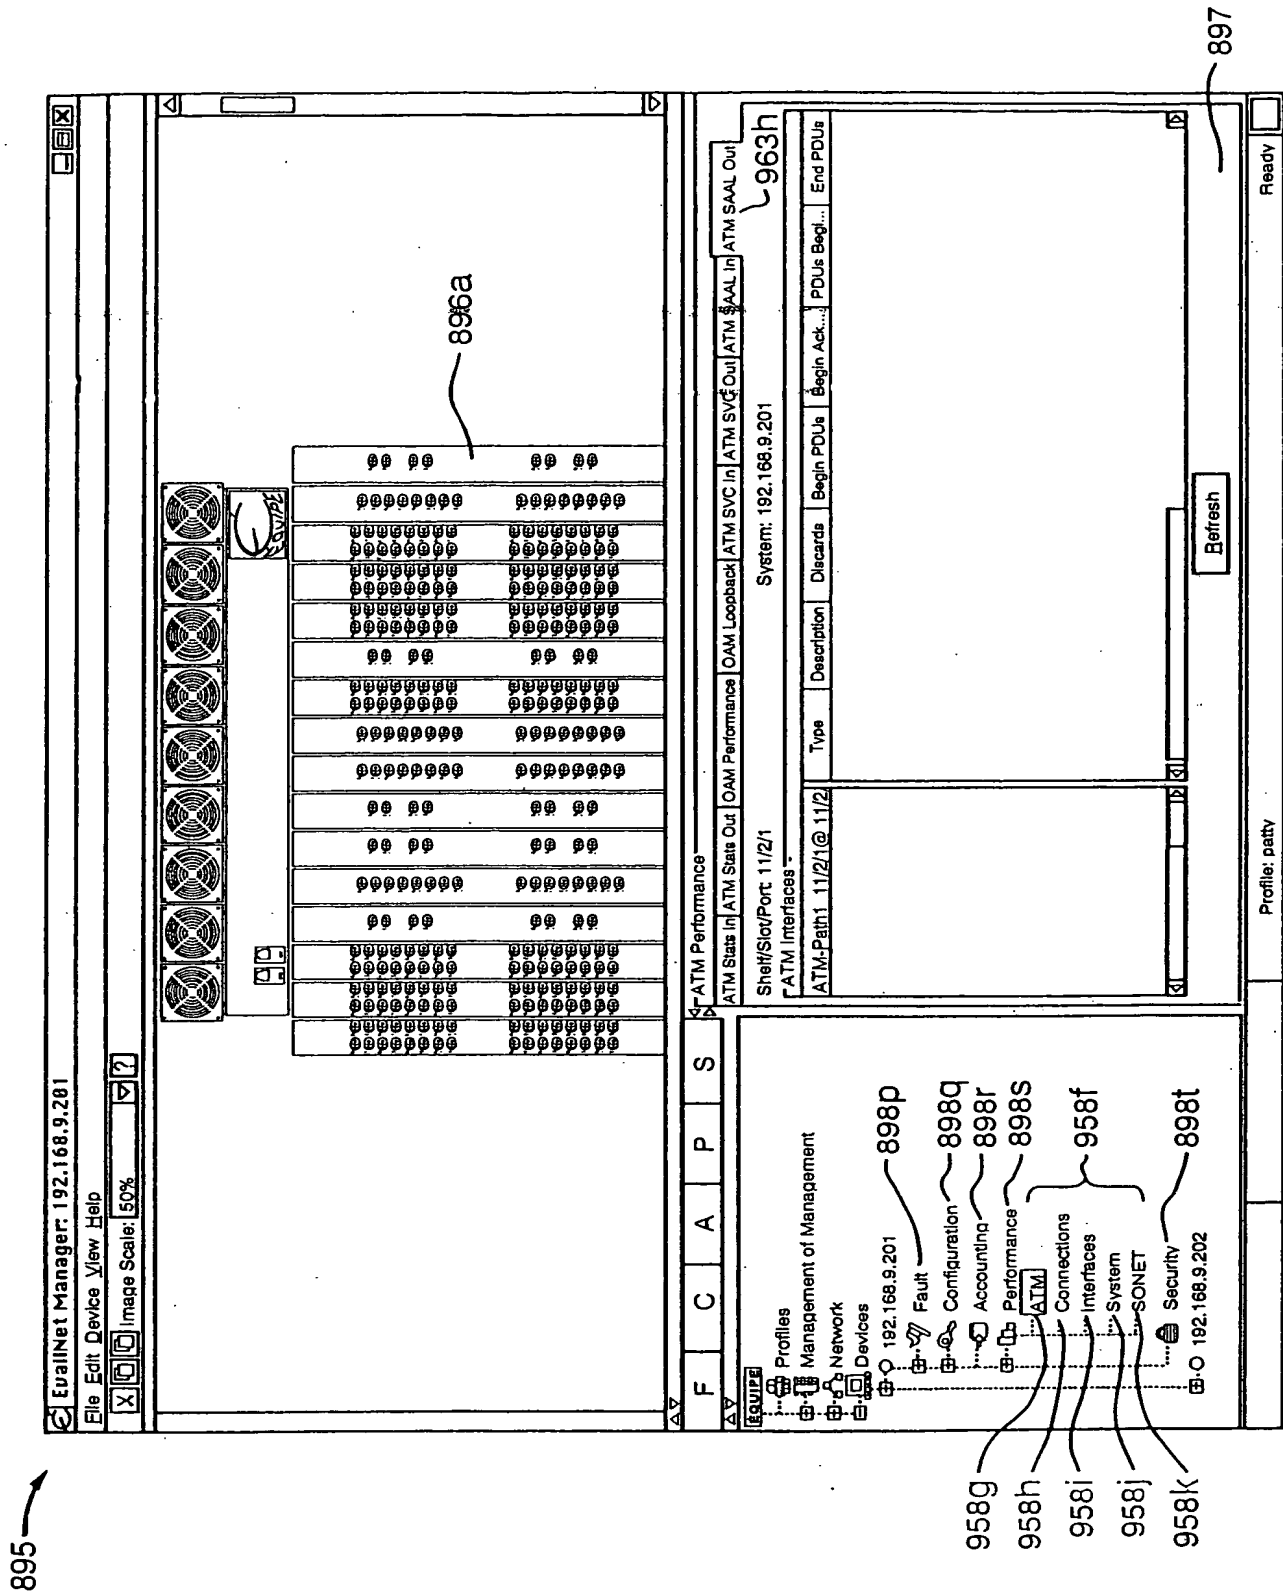 895
EvaliNet Manager: 192.168.9.201
File Edit Device View Help
Image Scale: 50% ?
EQUIPE
896a
F C A P S
EQUIPE
Profiles
Management of Management
Network
Devices
192.168.9.201
Fault
Configuration
Accounting
Performance
ATM
Connections
Interfaces
System
SONET
Security
192.168.9.202
898p
898q
898r
898s
958f
898t
958g
958h
958i
958j
958k
ATM Performance
ATM Stats In ATM Stats Out OAM Performance OAM Loopback ATM SVC In ATM SVC Out ATM SAAL In ATM SAAL Out
963h
Shelf/Slot/Port: 11/2/1 System: 192.168.9.201
ATM Interfaces
ATM-Path1 11/2/1@ 11/2 Type Description Discards Begin PDUs Begin Ack... PDUs Begi... End PDUs
Refresh
897
Profile: patty Ready